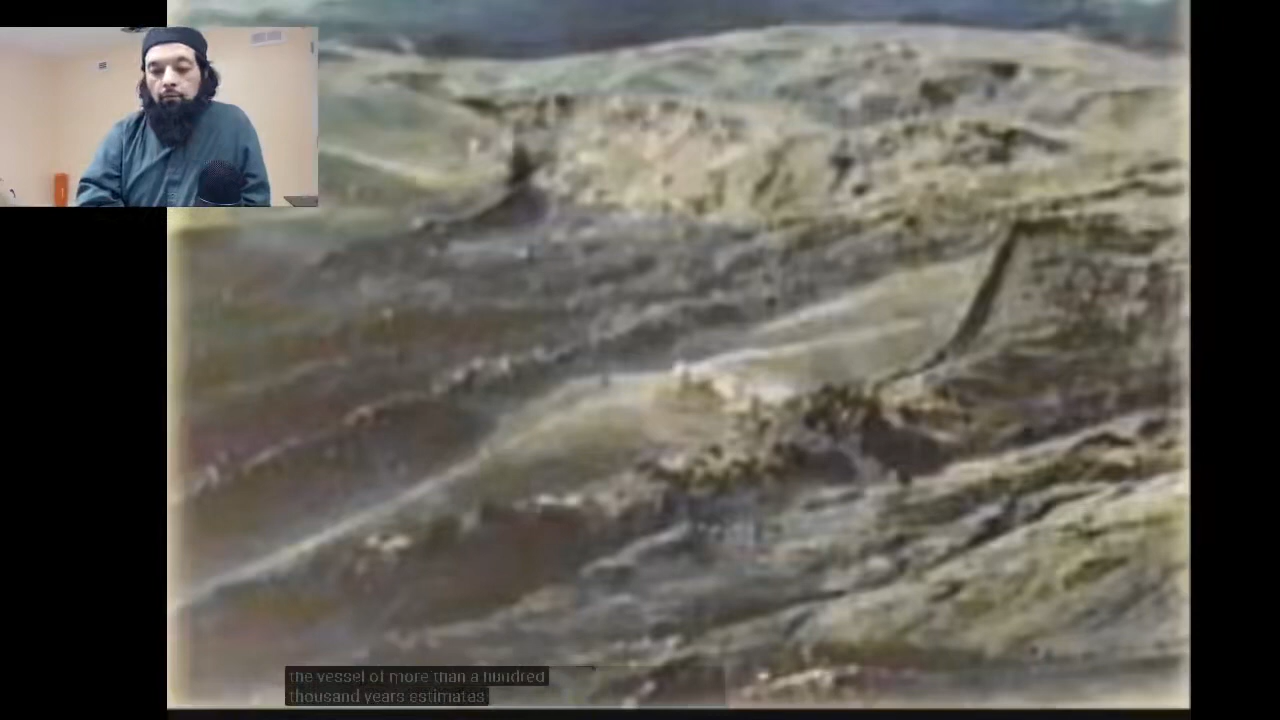 the vessel of more than a hundred
thousand years estimates